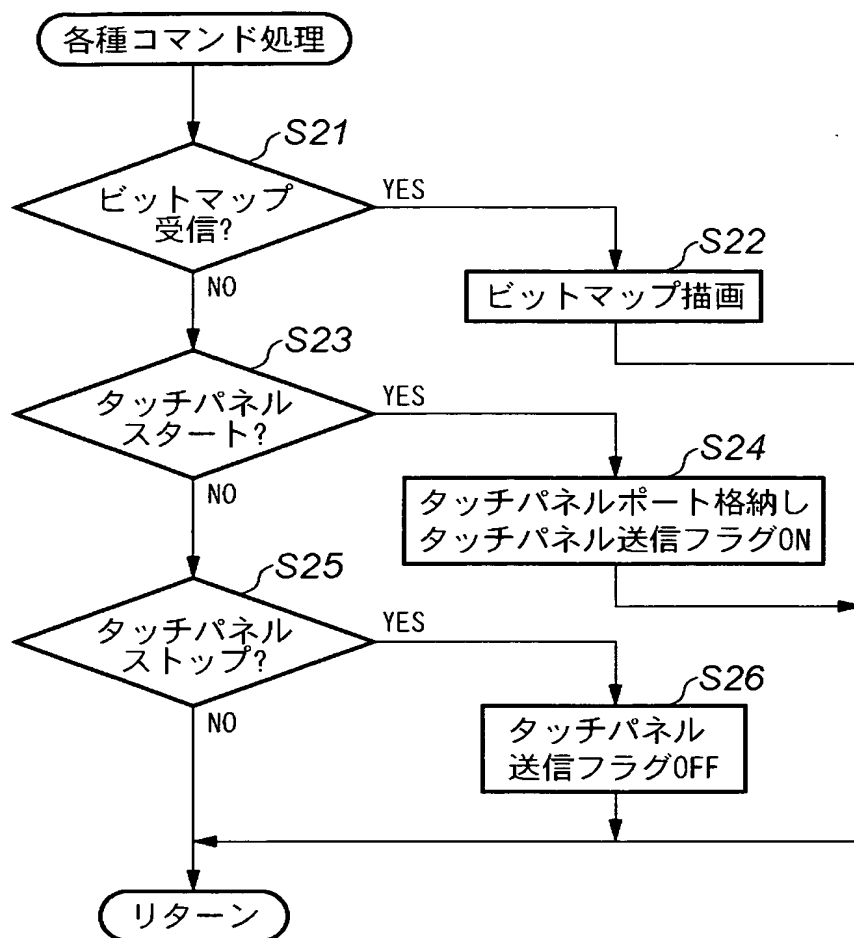 各種コマンド処理
S21
ビットマップ
受信?
YES
NO
S22
ビットマップ描画
S23
タッチパネル
スタート?
YES
NO
S24
タッチパネルポート格納し
タッチパネル送信フラグON
S25
タッチパネル
ストップ?
YES
NO
S26
タッチパネル
送信フラグOFF
リターン